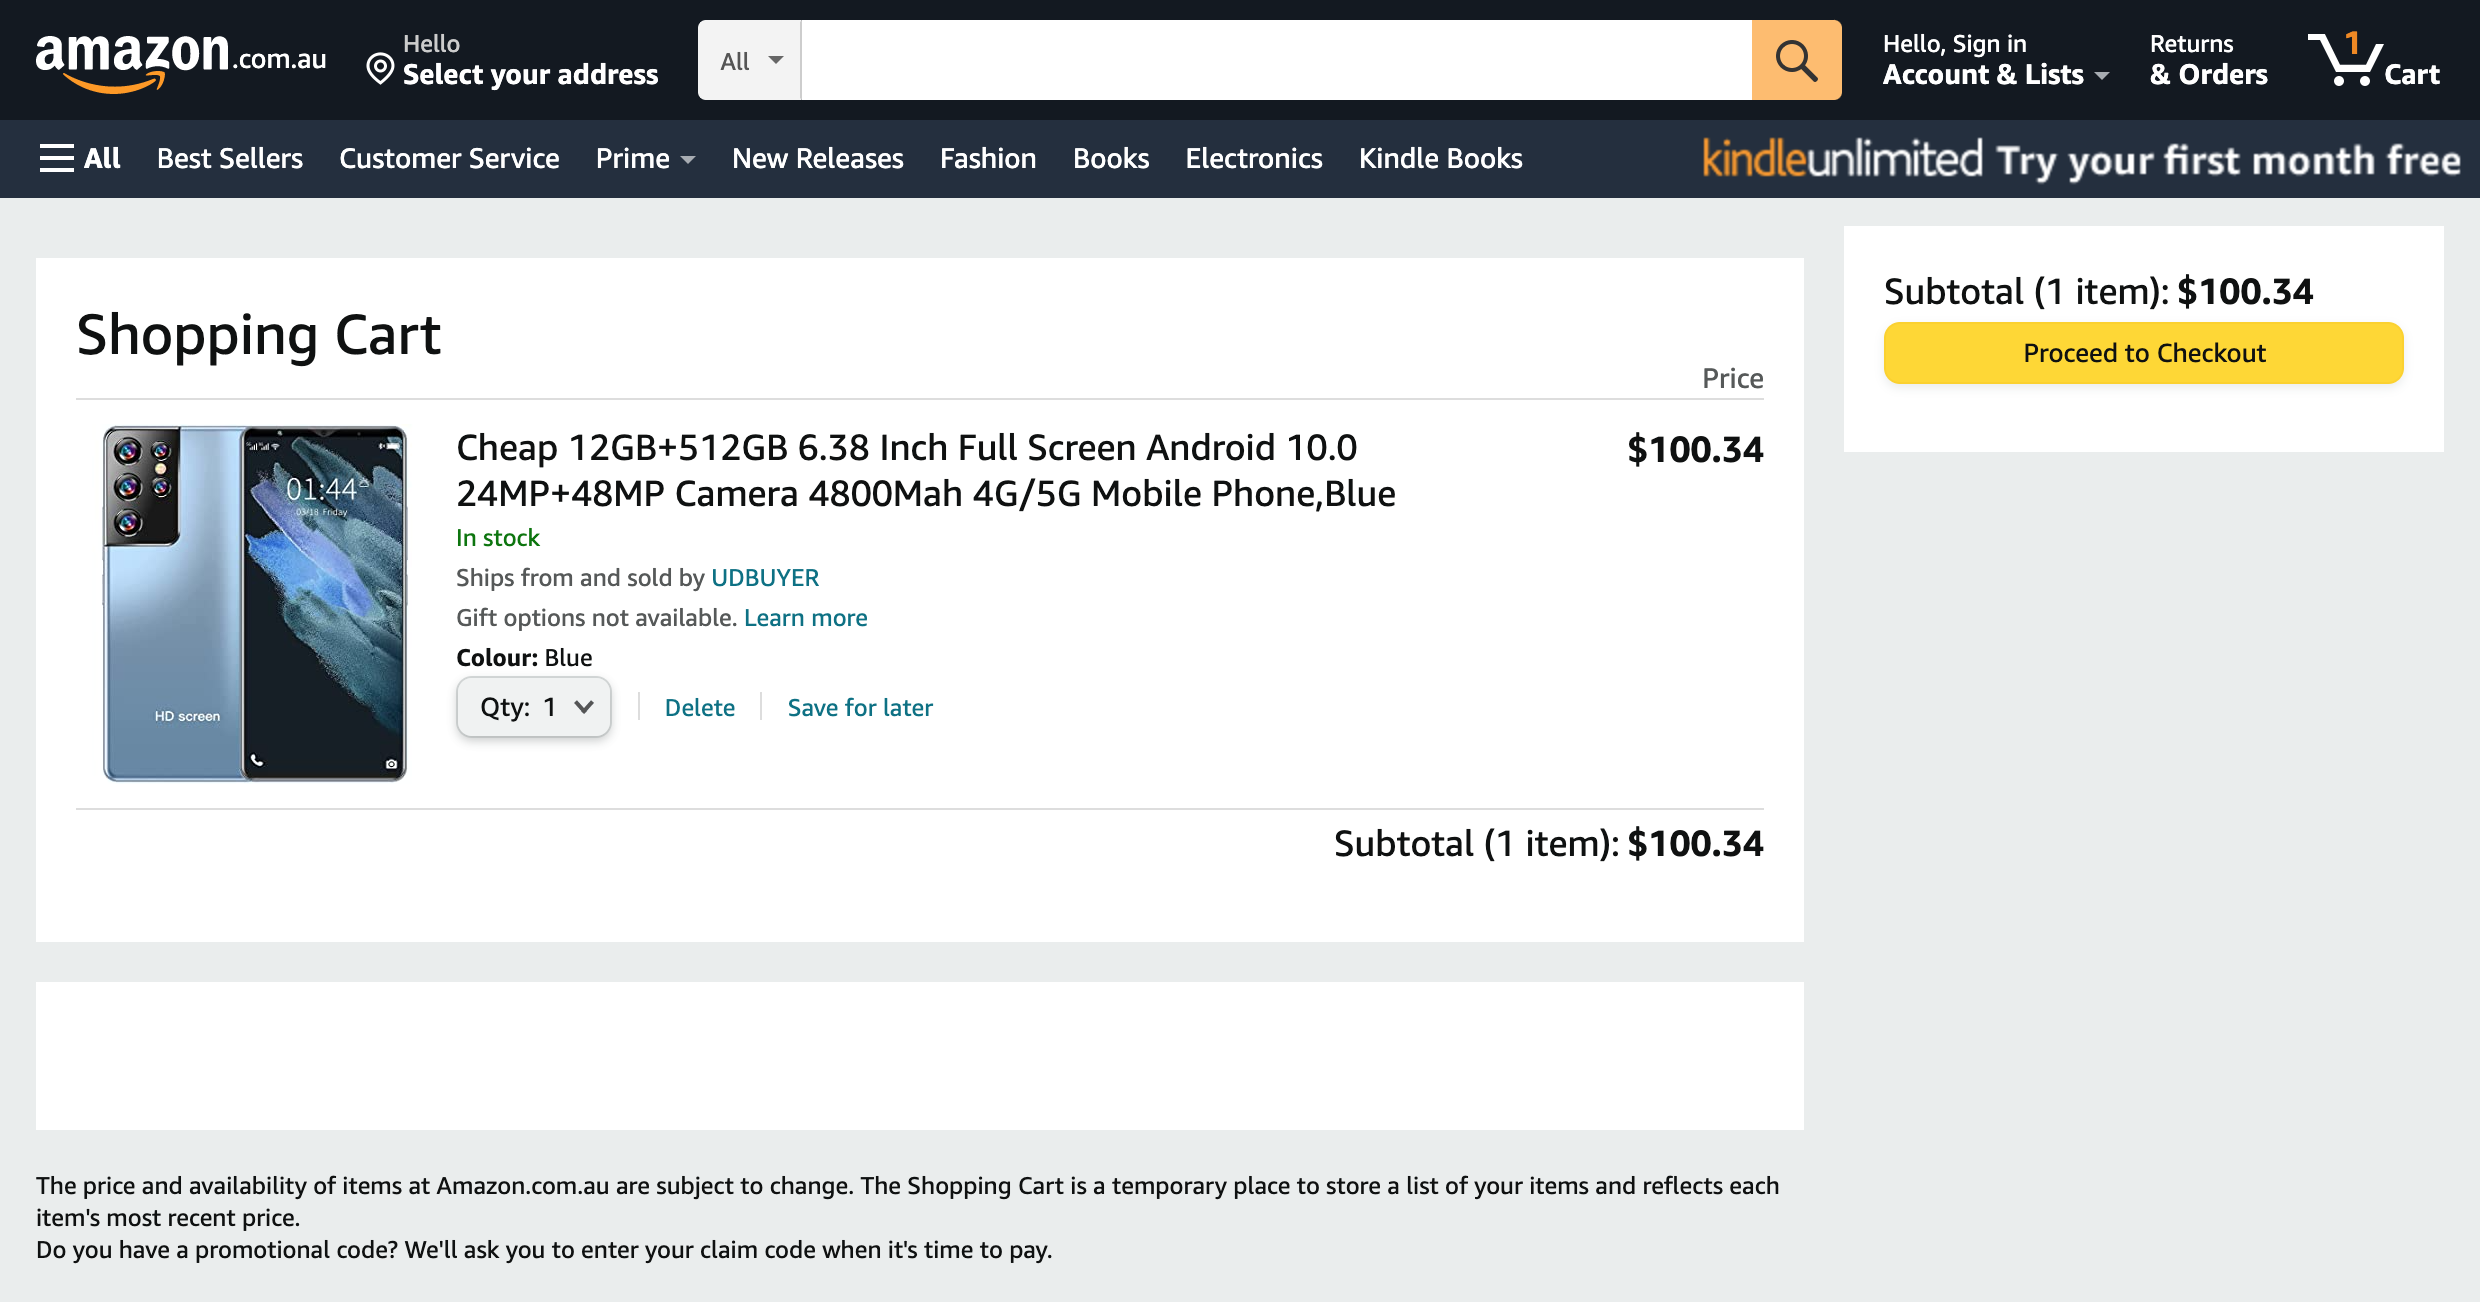 amazon.com.au
Hello
Select your address
All
Hello, Sign in
Account & Lists
Returns
& Orders
1
Cart
All
Best Sellers
Customer Service
Prime
New Releases
Fashion
Books
Electronics
Kindle Books
kindleunlimited Try your first month free
Shopping Cart
Price
01:44
03/18 Friday
HD screen
Cheap 12GB+512GB 6.38 Inch Full Screen Android 10.0
24MP+48MP Camera 4800Mah 4G/5G Mobile Phone,Blue
$100.34
In stock
Ships from and sold by UDBUYER
Gift options not available. Learn more
Colour: Blue
Qty: 1
Delete
Save for later
Subtotal (1 item): $100.34
Subtotal (1 item): $100.34
Proceed to Checkout
The price and availability of items at Amazon.com.au are subject to change. The Shopping Cart is a temporary place to store a list of your items and reflects each
item's most recent price.
Do you have a promotional code? We'll ask you to enter your claim code when it's time to pay.